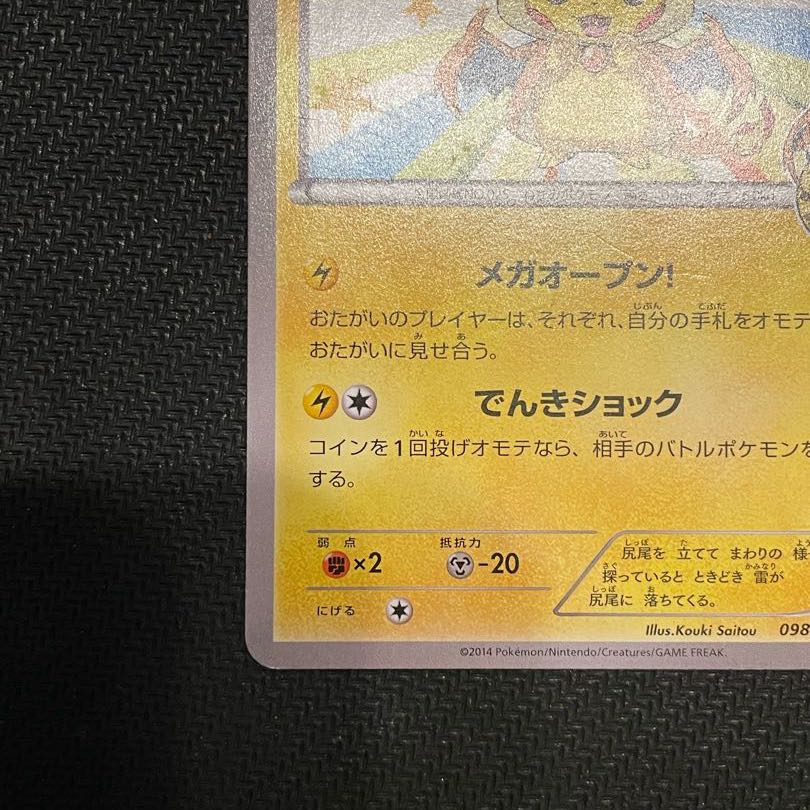 メガオープン!
おたがいのプレイヤーは、それぞれ、自分の手札をオモテ
おたがいに見せ合う。
でんきショック
コインを1回投げオモテなら、相手のバトルポケモンを
する。
弱点 抵抗力
×2 -20
にげる
尻尾を 立てて まわりの 様
探っていると ときどき 雷が
尻尾に 落ちてくる。
Illus.Kouki Saitou 098
©2014 Pokémon/Nintendo/Creatures/GAME FREAK.